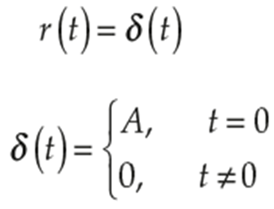 r(t) = δ(t)
δ(t) = { A, t = 0
0, t ≠ 0